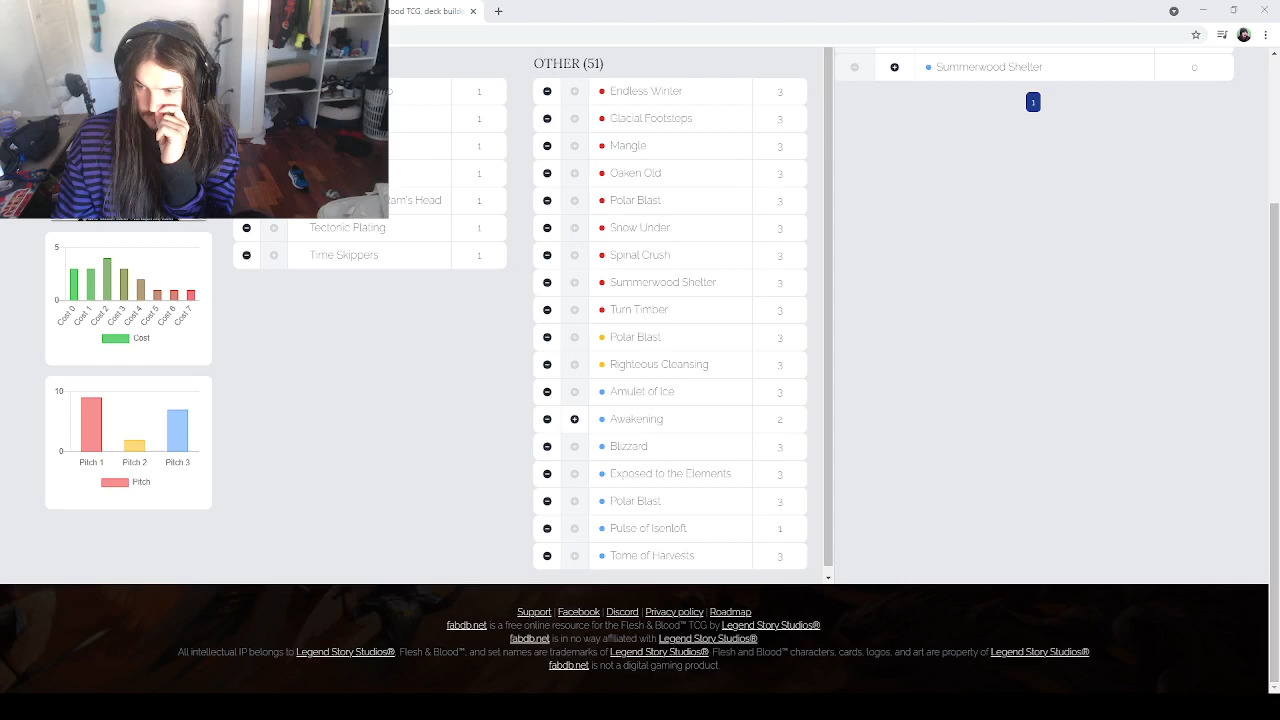 lood TCG, deck builde
OTHER (51)
Endless Winter 3
Glacial Footsteps 3
Mangle 3
Oaken Old 3
Polar Blast 3
Snow Under 3
Spinal Crush 3
Summerwood Shelter 3
Turn Timber 3
Polar Blast 3
Righteous Cleansing 3
Amulet of Ice 3
Awakening 2
Blizzard 3
Exposed to the Elements 3
Polar Blast 3
Pulse of Isenloft 1
Tome of Harvests 3
1
1
1
1
Ram's Head 1
Tectonic Plating 1
Time Skippers 1
Summerwood Shelter 0
1
5
0
Cost 0 Cost 1 Cost 2 Cost 3 Cost 4 Cost 5 Cost 6 Cost 7
Cost
10
0
Pitch 1 Pitch 2 Pitch 3
Pitch
Support | Facebook | Discord | Privacy policy | Roadmap
fabdb.net is a free online resource for the Flesh & Blood™ TCG by Legend Story Studios®
fabdb.net is in no way affiliated with Legend Story Studios®
All intellectual IP belongs to Legend Story Studios®. Flesh & Blood™, and set names are trademarks of Legend Story Studios®. Flesh and Blood™ characters, cards, logos, and art are property of Legend Story Studios®
fabdb.net is not a digital gaming product.